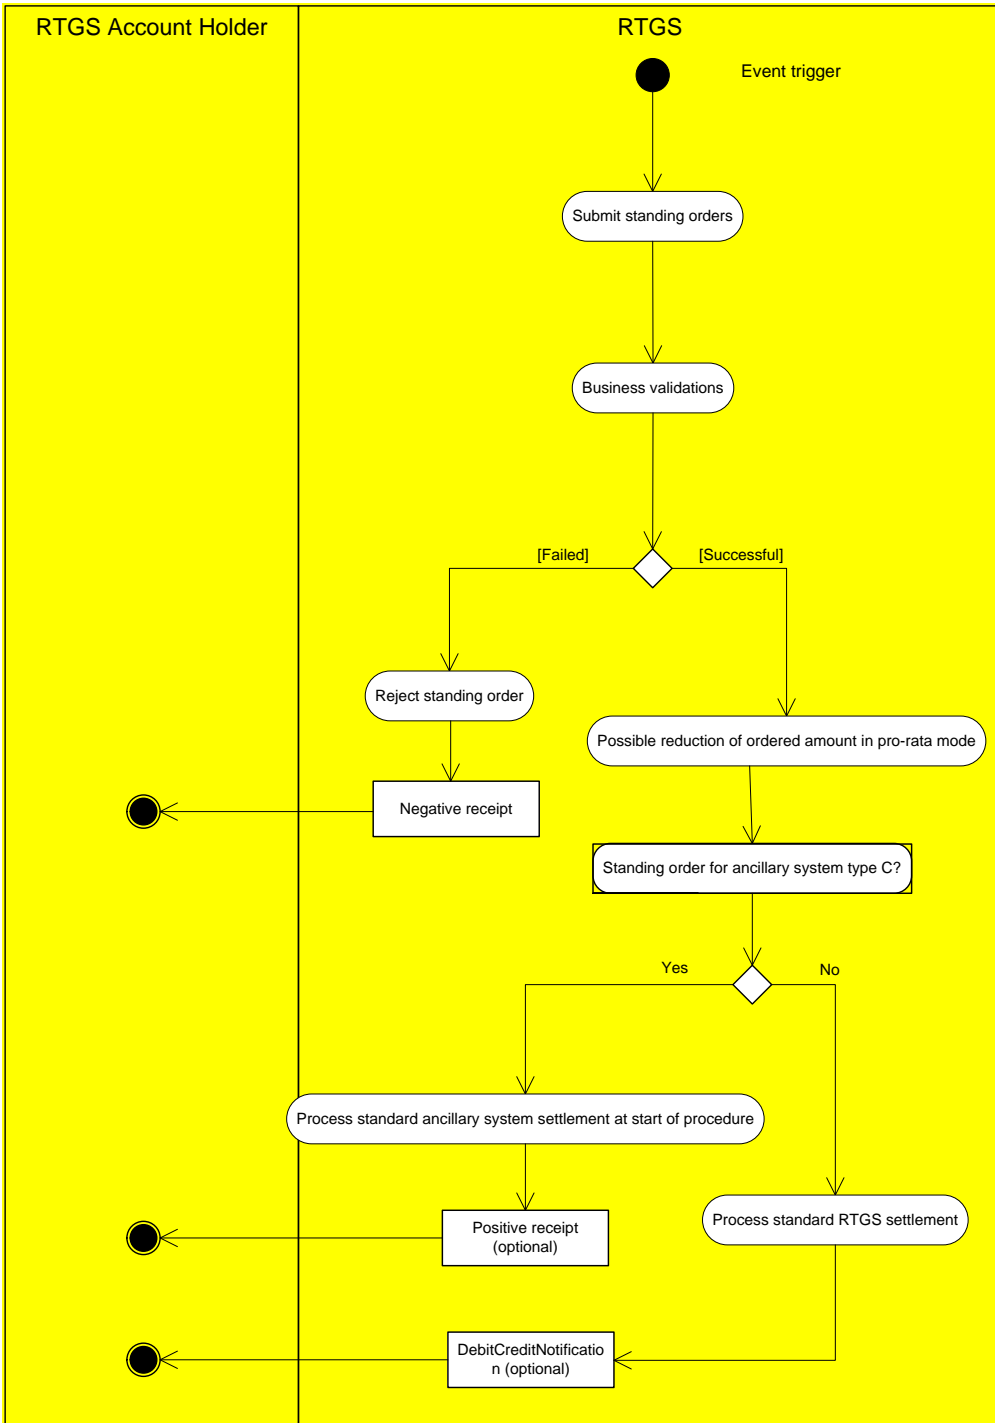 RTGS Account Holder
RTGS
Event trigger
Submit standing orders
Business validations
[Failed]
[Successful]
Reject standing order
Possible reduction of ordered amount in pro-rata mode
Negative receipt
Standing order for ancillary system type C?
Yes
No
Process standard ancillary system settlement at start of procedure
Process standard RTGS settlement
Positive receipt
(optional)
DebitCreditNotificatio
n (optional)